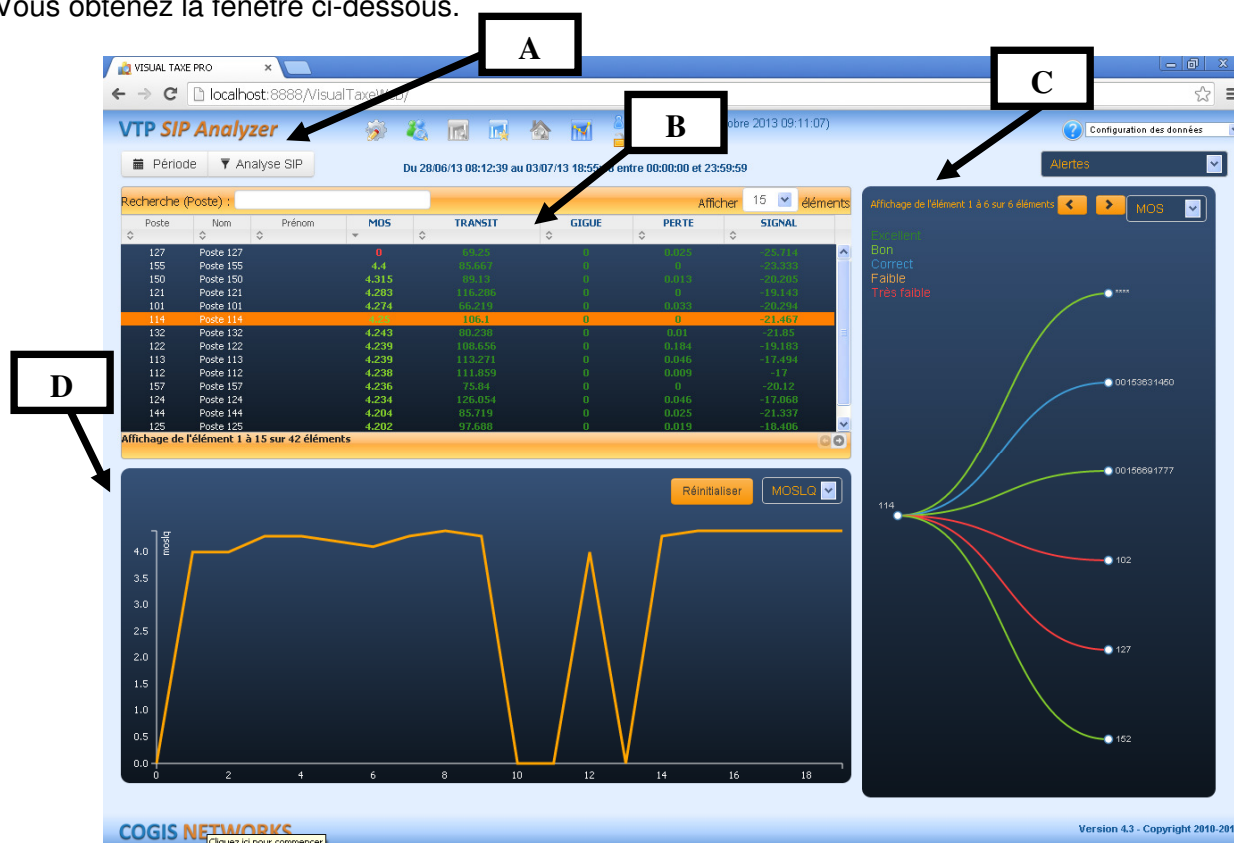 Vous obtenez la fenêtre ci-dessous.
A
C
VISUAL TAXE PRO
localhost:8888/VisualTaxeWeb/
B
VTP SIP Analyzer
obre 2013 09:11:07)
Configuration des données
Période
Analyse SIP
Du 28/06/13 08:12:39 au 03/07/13 18:55: entre 00:00:00 et 23:59:59
Alertes
Recherche (Poste) :
Afficher 15 éléments
Poste Nom Prénom MOS TRANSIT GIGUE PERTE SIGNAL
127 Poste 127 0 69.25 0 0.025 -25.714
155 Poste 155 4.4 85.667 0 0 -23.333
150 Poste 150 4.315 89.13 0 0.013 -20.205
121 Poste 121 4.283 116.286 0 0 -19.143
101 Poste 101 4.274 66.219 0 0.033 -20.294
114 Poste 114 106.1 0 0 -21.467
132 Poste 132 4.243 80.238 0 0.01 -21.85
122 Poste 122 4.239 108.656 0 0.184 -19.183
113 Poste 113 4.239 113.271 0 0.046 -17.494
112 Poste 112 4.238 111.859 0 0.009 -17
157 Poste 157 4.236 75.84 0 0 -20.12
124 Poste 124 4.234 126.054 0 0.046 -17.068
144 Poste 144 4.204 85.719 0 0.025 -21.337
125 Poste 125 4.202 97.688 0 0.019 -18.406
Affichage de l'élément 1 à 15 sur 42 éléments
D
Affichage de l'élément 1 à 6 sur 6 éléments
MOS
Excellent
Bon
Correct
Faible
Très faible
114
****
00153631450
00156691777
102
127
152
Réinitialiser
MOSLQ
moslq
4.0
3.5
3.0
2.5
2.0
1.5
1.0
0.5
0.0
0 2 4 6 8 10 12 14 16 18
COGIS NETWORKS
Cliquez ici pour commencer
Version 4.3 - Copyright 2010-201